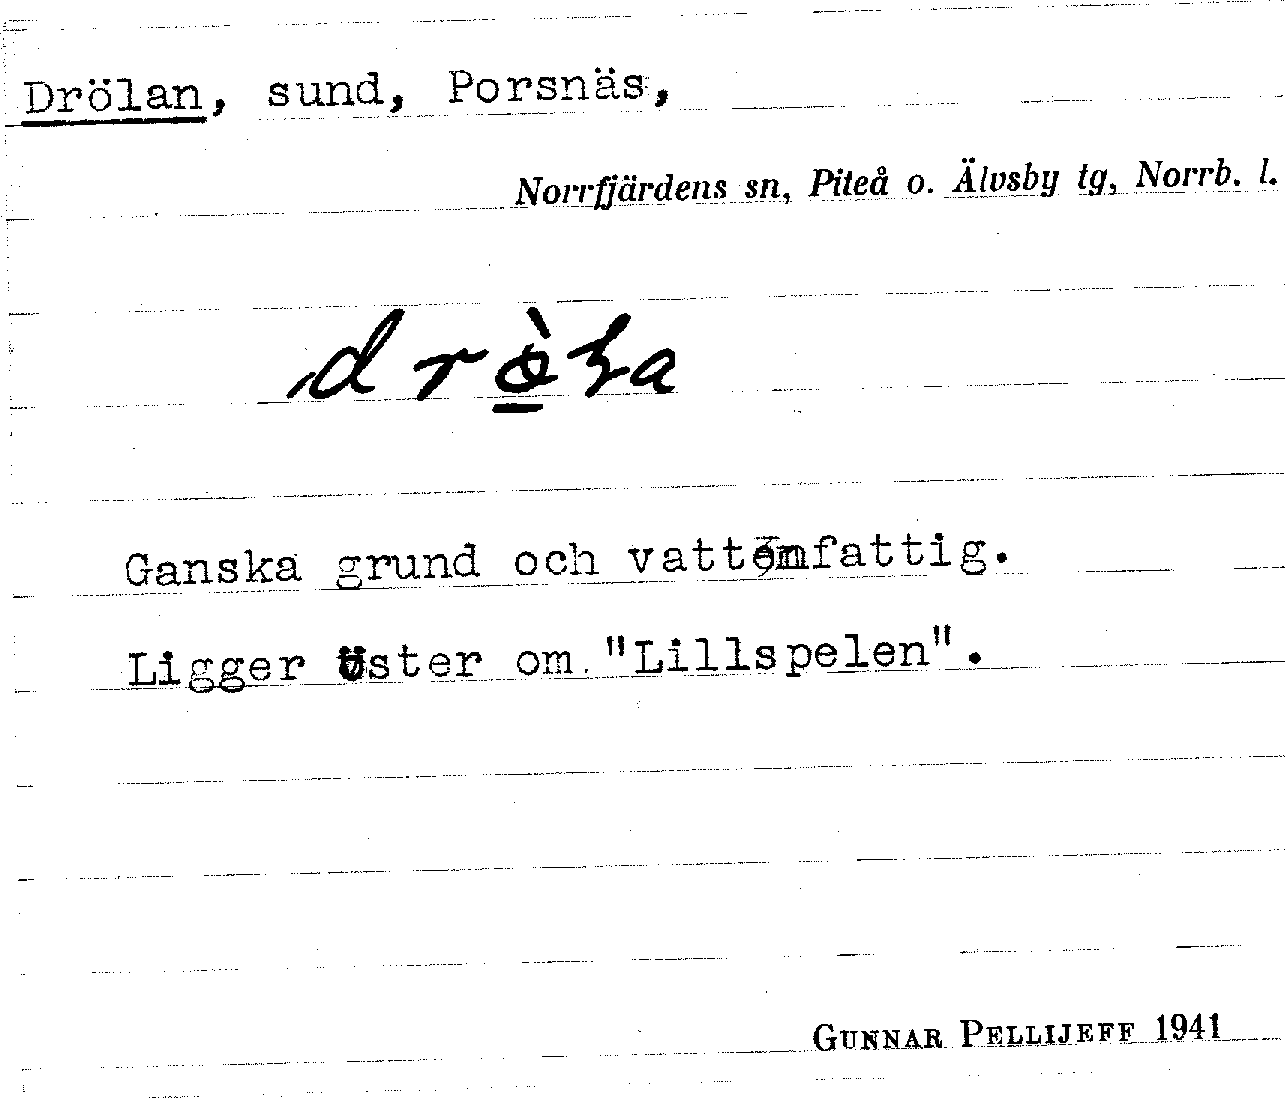 Drölan, sund, Porsnäs,
Norrfjärdens sn, Piteå o. Älvsby tg, Norrb. l.
Ganska grund och vattenfattig.
Ligger öster om "Lillspelen".
GUNNAR PELLIJEFF 1941